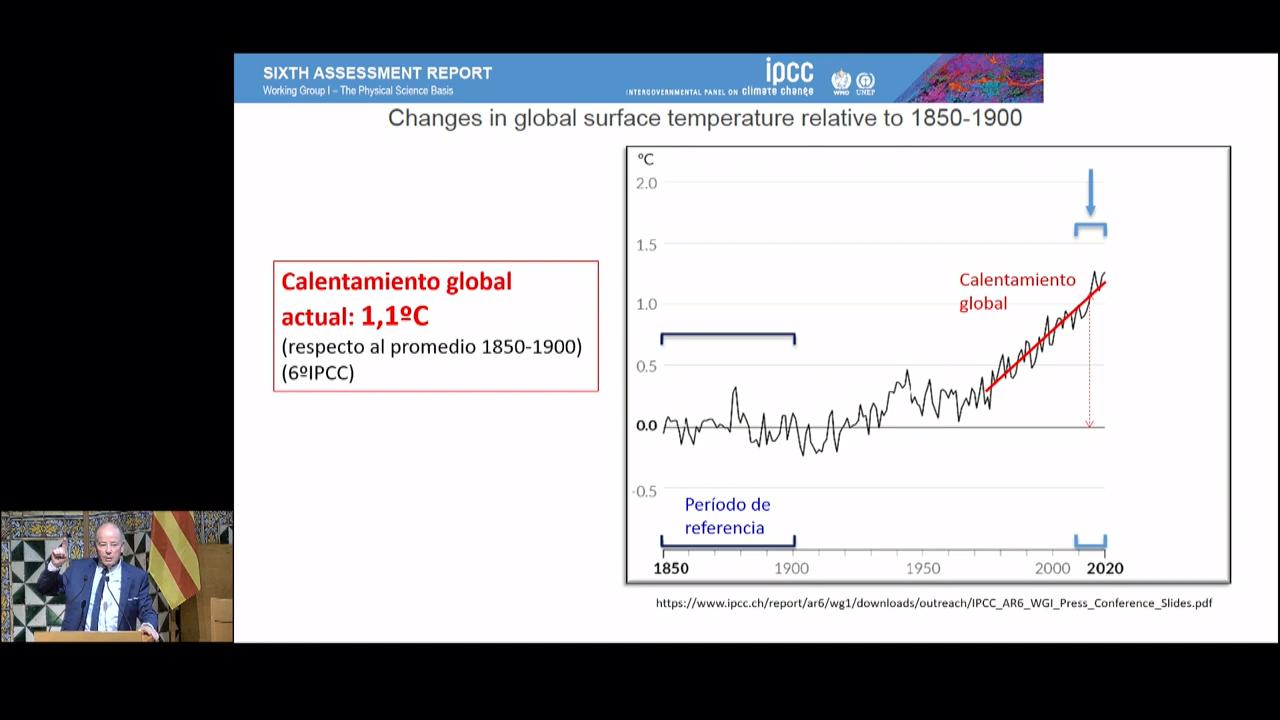 SIXTH ASSESSMENT REPORT
Working Group I – The Physical Science Basis
ipcc
INTERGOVERNMENTAL PANEL ON climate change
WMO
UNEP
Changes in global surface temperature relative to 1850-1900
Calentamiento global
actual: 1,1ºC
(respecto al promedio 1850-1900)
(6ºIPCC)
ºC
2.0
1.5
1.0
0.5
0.0
-0.5
Calentamiento
global
Período de
referencia
1850
1900
1950
2000
2020
https://www.ipcc.ch/report/ar6/wg1/downloads/outreach/IPCC_AR6_WGI_Press_Conference_Slides.pdf